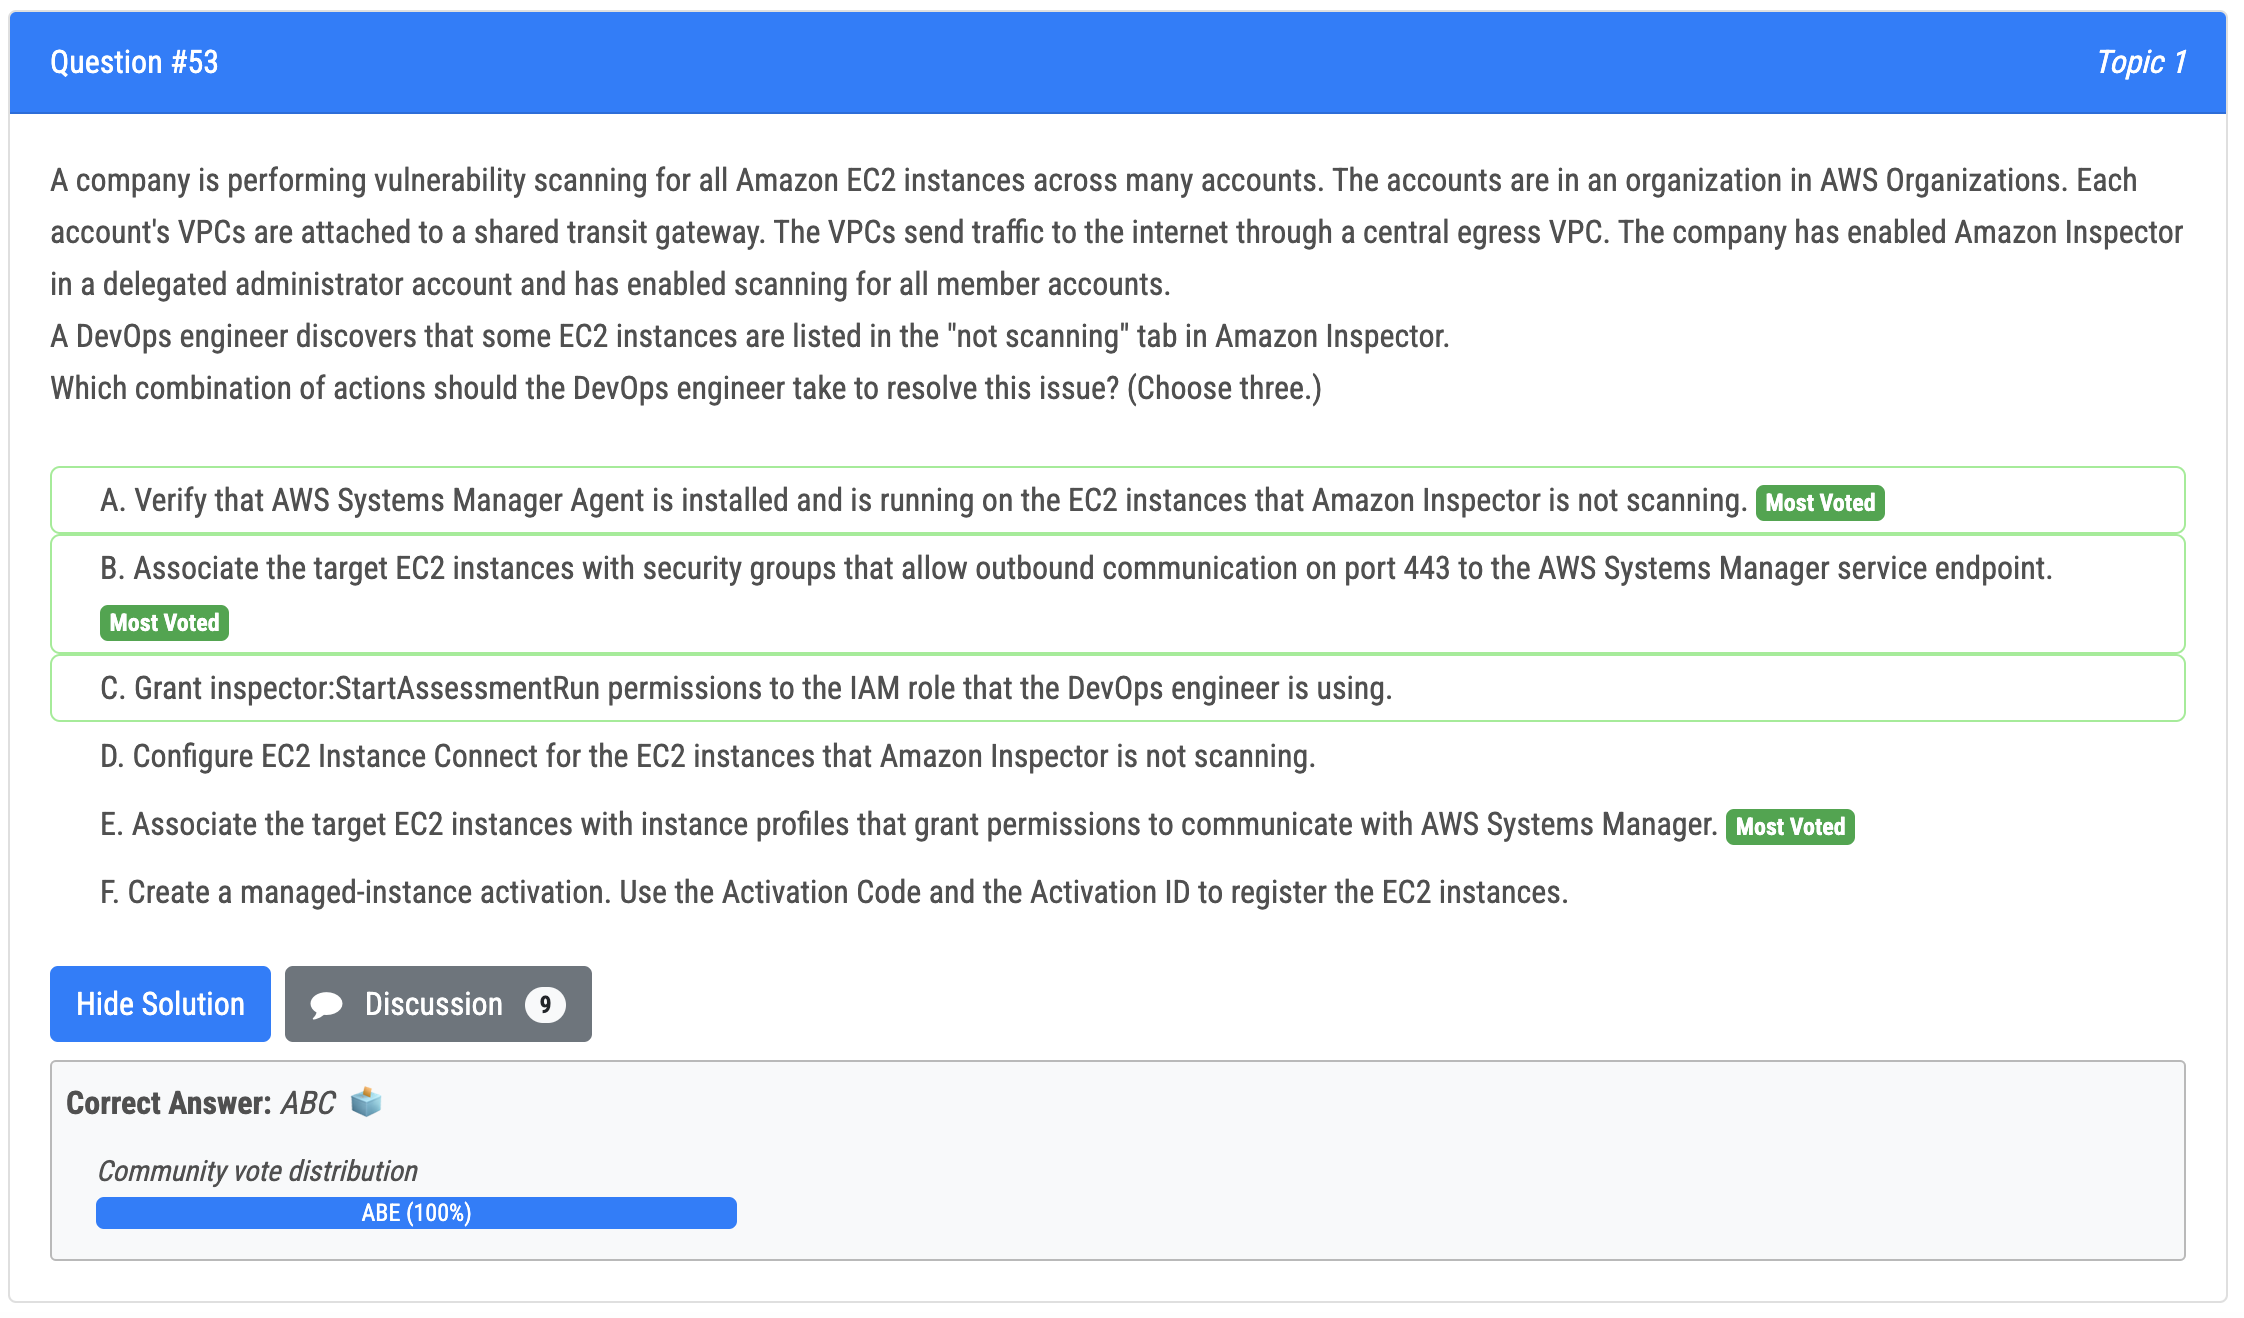 Question #53
Topic 1
A company is performing vulnerability scanning for all Amazon EC2 instances across many accounts. The accounts are in an organization in AWS Organizations. Each
account's VPCs are attached to a shared transit gateway. The VPCs send traffic to the internet through a central egress VPC. The company has enabled Amazon Inspector
in a delegated administrator account and has enabled scanning for all member accounts.
A DevOps engineer discovers that some EC2 instances are listed in the "not scanning" tab in Amazon Inspector.
Which combination of actions should the DevOps engineer take to resolve this issue? (Choose three.)
A. Verify that AWS Systems Manager Agent is installed and is running on the EC2 instances that Amazon Inspector is not scanning. Most Voted
B. Associate the target EC2 instances with security groups that allow outbound communication on port 443 to the AWS Systems Manager service endpoint.
Most Voted
C. Grant inspector:StartAssessmentRun permissions to the IAM role that the DevOps engineer is using.
D. Configure EC2 Instance Connect for the EC2 instances that Amazon Inspector is not scanning.
E. Associate the target EC2 instances with instance profiles that grant permissions to communicate with AWS Systems Manager. Most Voted
F. Create a managed-instance activation. Use the Activation Code and the Activation ID to register the EC2 instances.
Hide Solution
Discussion 9
Correct Answer: ABC
Community vote distribution
ABE (100%)